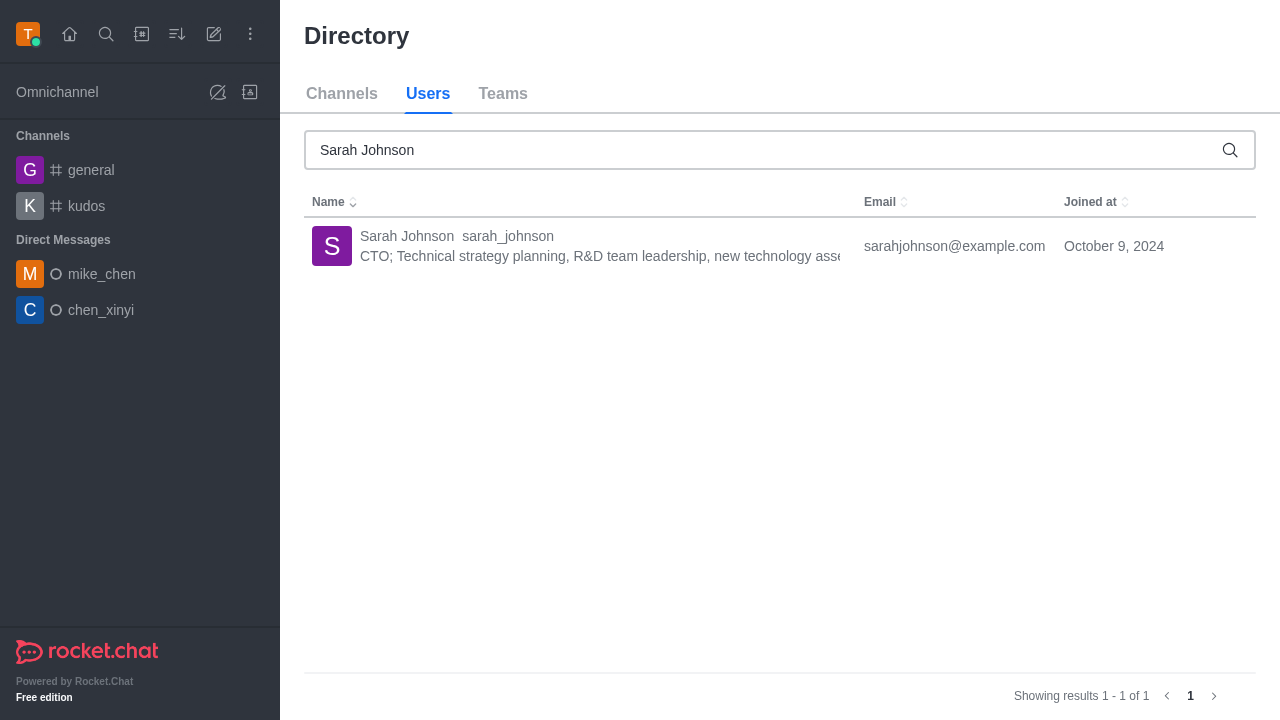 T
Omnichannel
Channels
G general
K kudos
Direct Messages
M mike_chen
C chen_xinyi
rocket.chat
Powered by Rocket.Chat
Free edition
Directory
Channels Users Teams
Sarah Johnson
Name Email Joined at
S Sarah Johnson sarah_johnson
CTO; Technical strategy planning, R&D team leadership, new technology asse
sarahjohnson@example.com October 9, 2024
Showing results 1 - 1 of 1 1